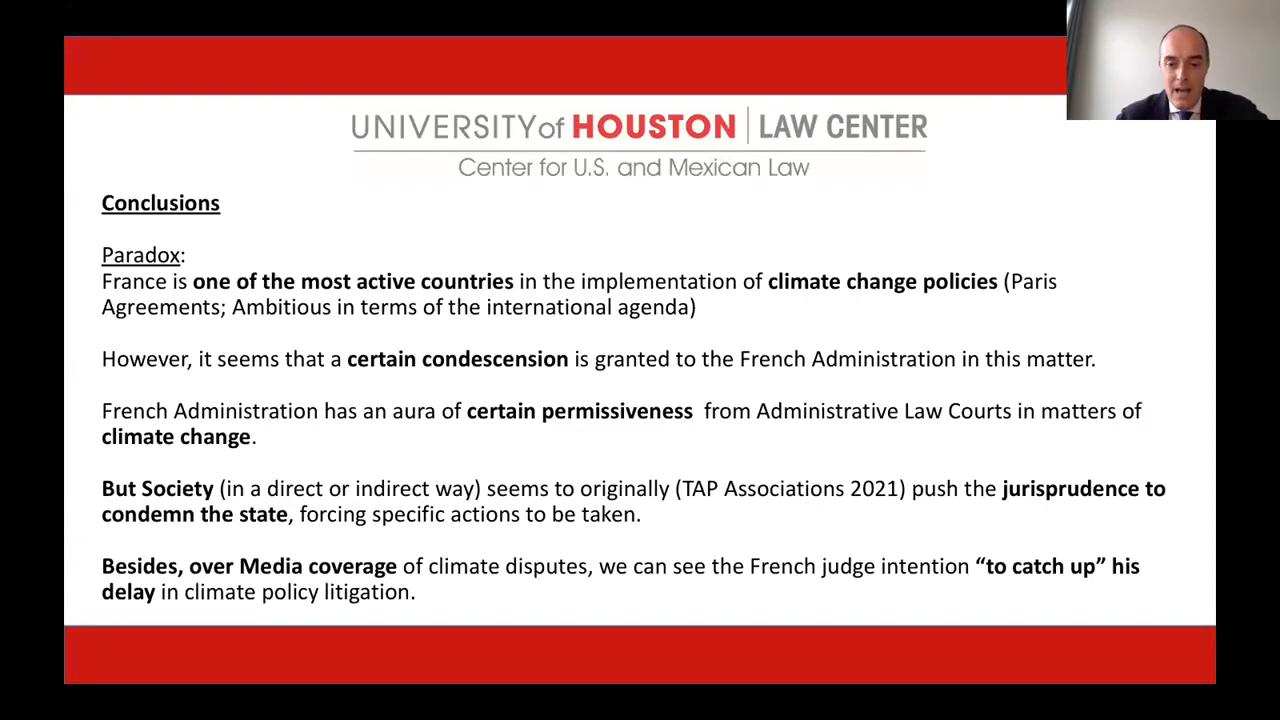 UNIVERSITY of HOUSTON | LAW CENTER
Center for U.S. and Mexican Law
Conclusions
Paradox:
France is one of the most active countries in the implementation of climate change policies (Paris
Agreements; Ambitious in terms of the international agenda)
However, it seems that a certain condescension is granted to the French Administration in this matter.
French Administration has an aura of certain permissiveness from Administrative Law Courts in matters of
climate change.
But Society (in a direct or indirect way) seems to originally (TAP Associations 2021) push the jurisprudence to
condemn the state, forcing specific actions to be taken.
Besides, over Media coverage of climate disputes, we can see the French judge intention “to catch up” his
delay in climate policy litigation.